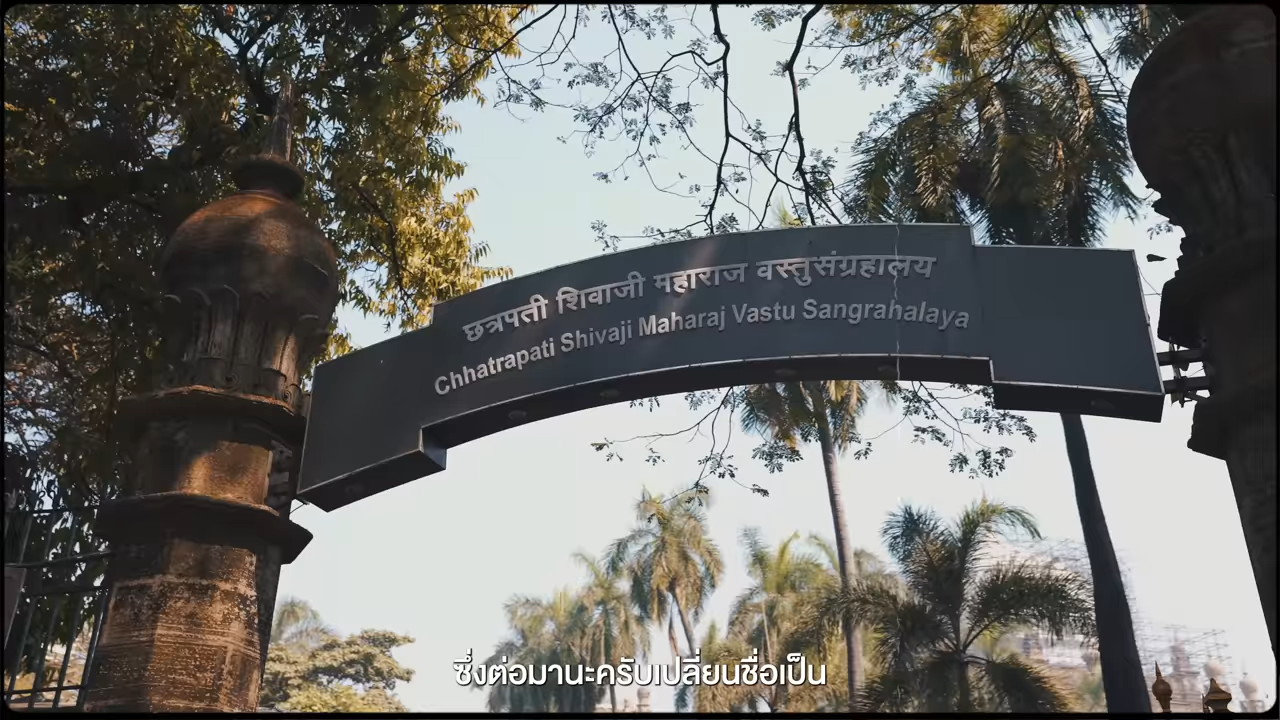 छत्रपती शिवाजी महाराज वस्तुसंग्रहालय
Chhatrapati Shivaji Maharaj Vastu Sangrahalaya
ซึ่งต่อมานะครับเปลี่ยนชื่อเป็น